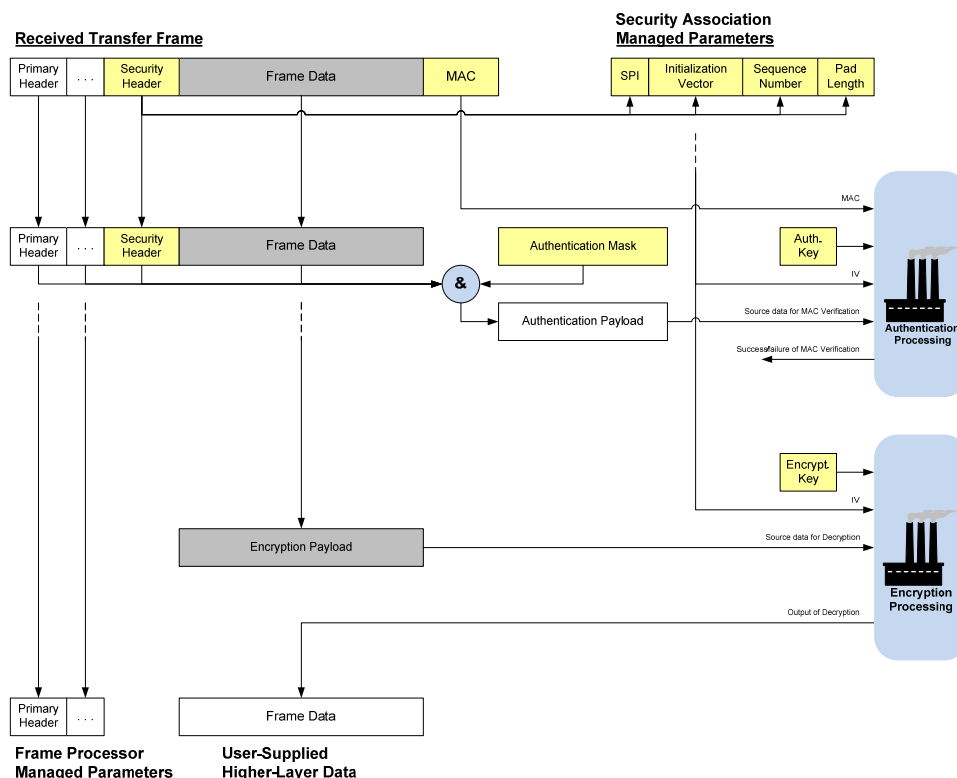 Received Transfer Frame
Security Association
Managed Parameters
Primary
Header
. . .
Security
Header
Frame Data
MAC
SPI
Initialization
Vector
Sequence
Number
Pad
Length
MAC
Primary
Header
. . .
Security
Header
Frame Data
Authentication Mask
Auth.
Key
&
IV
Authentication Payload
Source data for MAC Verification
Authentication
Processing
Success/failure of MAC Verification
Encrypt.
Key
IV
Encryption Payload
Source data for Decryption
Encryption
Processing
Output of Decryption
Primary
Header
. . .
Frame Data
Frame Processor
Managed Parameters
User-Supplied
Higher-Layer Data